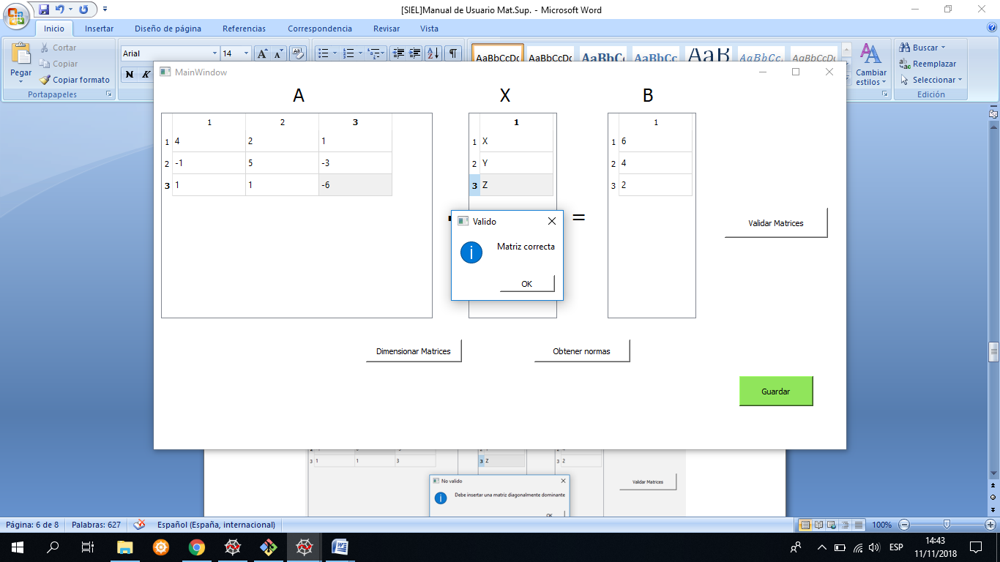 [SIEL]Manual de Usuario Mat.Sup. - Microsoft Word
Inicio Insertar Diseño de página Referencias Correspondencia Revisar Vista
Pegar
Cortar
Copiar
Copiar formato
Portapapeles
Arial 14
N K
AaBbCcDc AaBbCcDc AaBbCc AaBbCc AaB AaBbCc. AaBbCcDc
Cambiar estilos
Buscar
Reemplazar
Seleccionar
Edición
MainWindow
A X B
1 2 3
1 4 2 1
2 -1 5 -3
3 1 1 -6
1
1 X
2 Y
3 Z
=
1
1 6
2 4
3 2
Valido
Matriz correcta
OK
Validar Matrices
Dimensionar Matrices Obtener normas
Guardar
3 1 1 3 3 Z 3 2
No valido
Debe insertar una matriz diagonalmente dominante
Validar Matrices
Página: 6 de 8 Palabras: 627 Español (España, internacional) 100%
ESP 14:43
11/11/2018